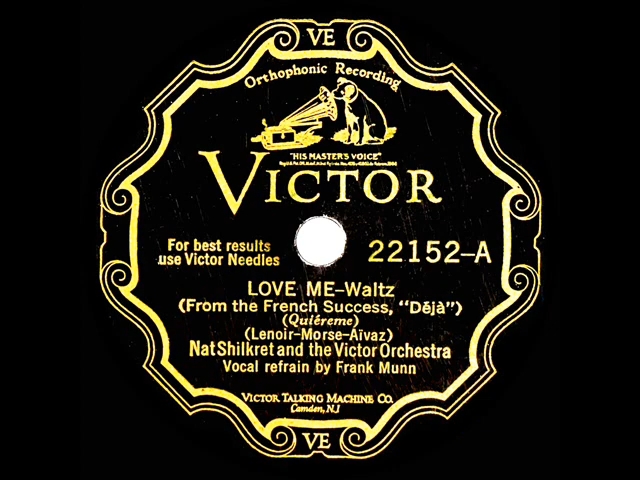 VE
Orthophonic Recording
"HIS MASTER'S VOICE"
VICTOR
For best results
use Victor Needles
22152-A
LOVE ME-Waltz
(From the French Success, "Dĕjà")
(Quiéreme)
(Lenoir-Morse-Aïvaz)
Nat Shilkret and the Victor Orchestra
Vocal refrain by Frank Munn
VICTOR TALKING MACHINE CO.
Camden, N.J
VE